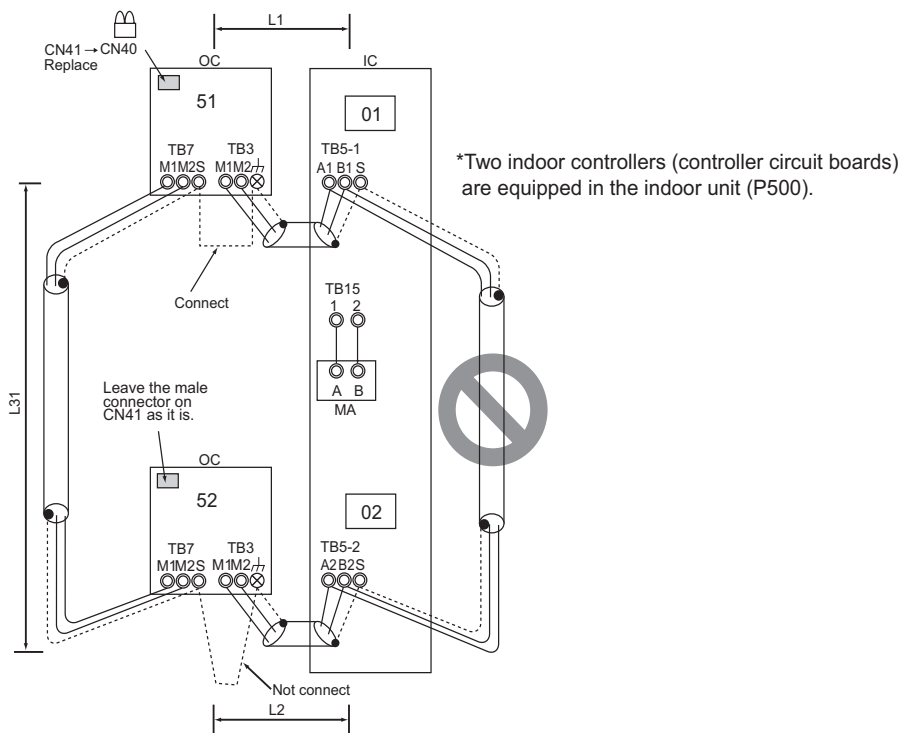 L1
CN41→CN40
Replace
OC
IC
51
01
TB7
TB3
TB5-1
M1M2S
M1M2
A1 B1 S
*Two indoor controllers (controller circuit boards)
are equipped in the indoor unit (P500).
Connect
TB15
1 2
A B
MA
L31
Leave the male
connector on
CN41 as it is.
OC
52
02
TB7
TB3
TB5-2
M1M2S
M1M2
A2 B2 S
Not connect
L2